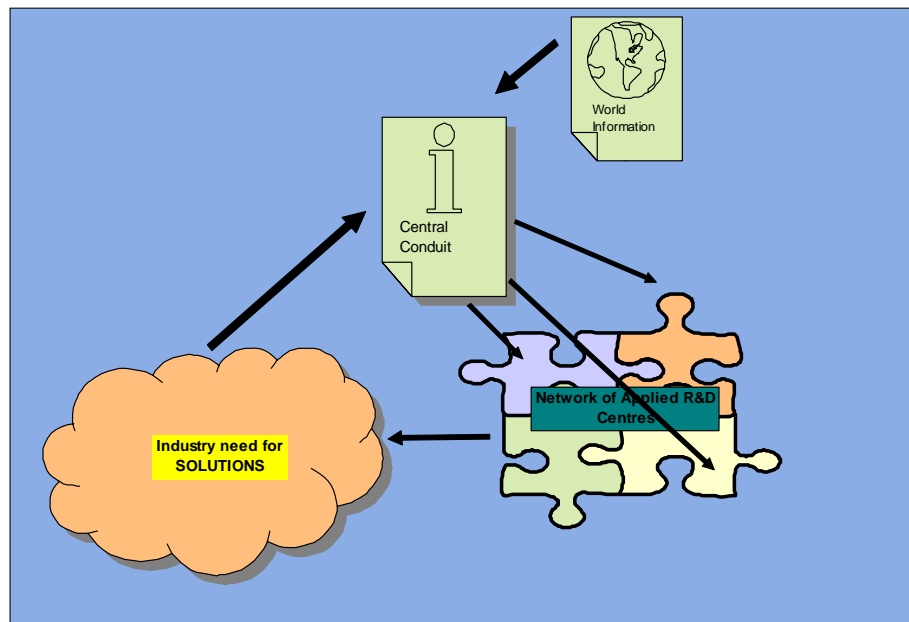 World
Information
Central
Conduit
Network of Applied R&D
Centres
Industry need for
SOLUTIONS